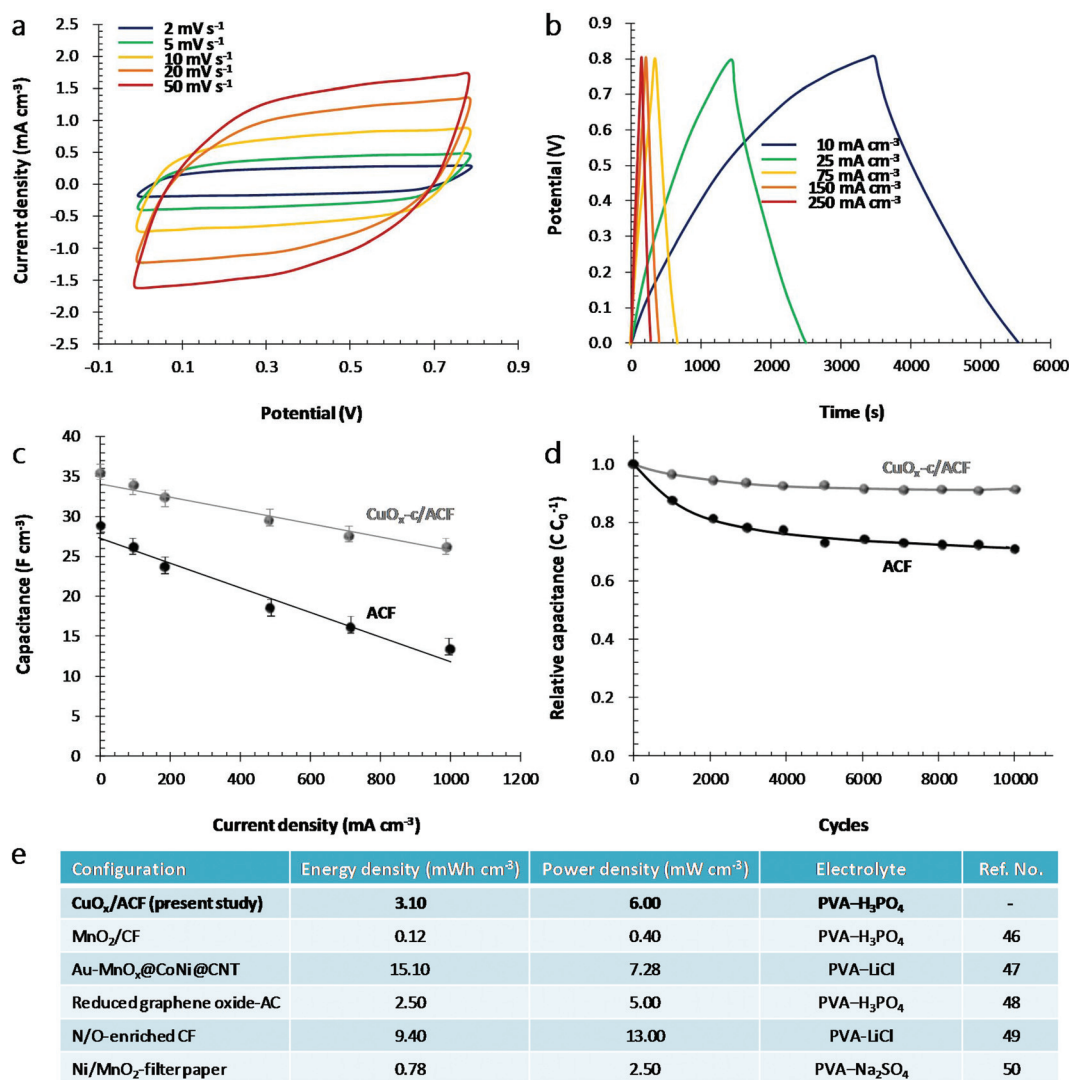 a
2 mV s⁻¹
5 mV s⁻¹
10 mV s⁻¹
20 mV s⁻¹
50 mV s⁻¹
2.5
2.0
1.5
1.0
0.5
0.0
-0.5
-1.0
-1.5
-2.0
-2.5
-0.1 0.1 0.3 0.5 0.7 0.9
Current density (mA cm⁻³)
Potential (V)
b
1.0
0.8
0.6
0.4
0.2
0.0
0 1000 2000 3000 4000 5000 6000
10 mA cm⁻³
25 mA cm⁻³
75 mA cm⁻³
150 mA cm⁻³
250 mA cm⁻³
Potential (V)
Time (s)
c
40
35
30
25
20
15
10
5
0
0 200 400 600 800 1000 1200
CuOₓ-c/ACF
ACF
Capacitance (F cm⁻³)
Current density (mA cm⁻³)
d
1.0
0.8
0.6
0.4
0.2
0.0
0 2000 4000 6000 8000 10000
CuOₓ-c/ACF
ACF
Relative capacitance (C C₀⁻¹)
Cycles
e
Configuration Energy density (mWh cm⁻³) Power density (mW cm⁻³) Electrolyte Ref. No.
CuOₓ/ACF (present study) 3.10 6.00 PVA–H₃PO₄ -
MnO₂/CF 0.12 0.40 PVA–H₃PO₄ 46
Au-MnOₓ@CoNi@CNT 15.10 7.28 PVA–LiCl 47
Reduced graphene oxide-AC 2.50 5.00 PVA–H₃PO₄ 48
N/O-enriched CF 9.40 13.00 PVA-LiCl 49
Ni/MnO₂-filter paper 0.78 2.50 PVA–Na₂SO₄ 50